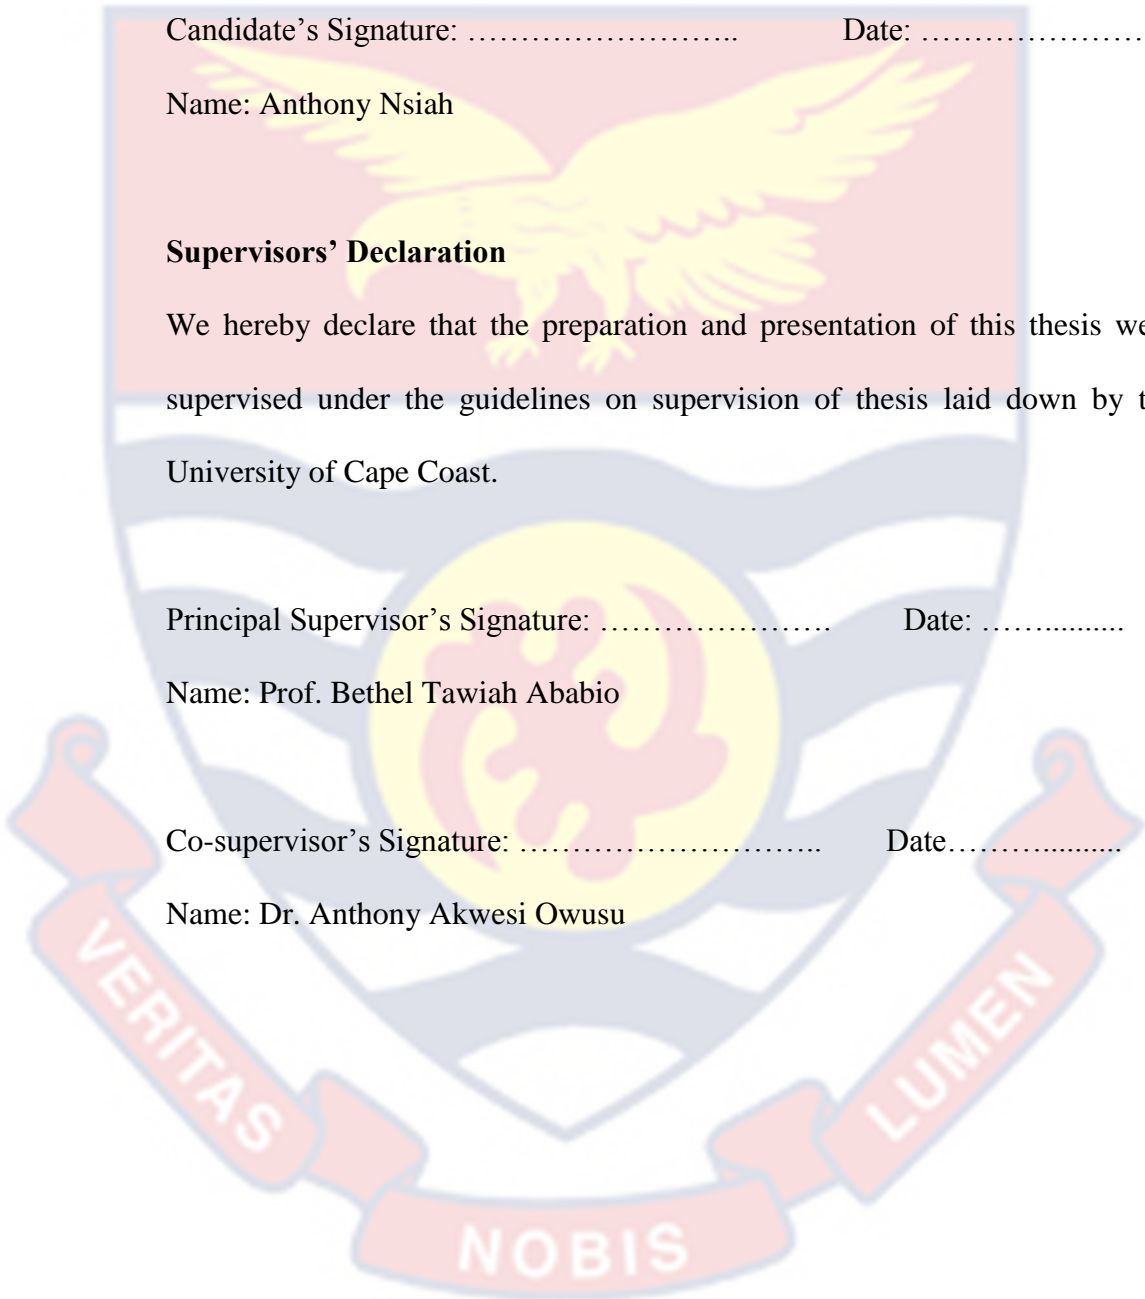 Candidate’s Signature: …………………….. Date: …………………
Name: Anthony Nsiah
Supervisors’ Declaration
We hereby declare that the preparation and presentation of this thesis we
supervised under the guidelines on supervision of thesis laid down by t
University of Cape Coast.
Principal Supervisor’s Signature: …………………. Date: ……..........
Name: Prof. Bethel Tawiah Ababio
Co-supervisor’s Signature: ……………………….. Date………..........
Name: Dr. Anthony Akwesi Owusu
VERITAS
NOBIS
LUMEN